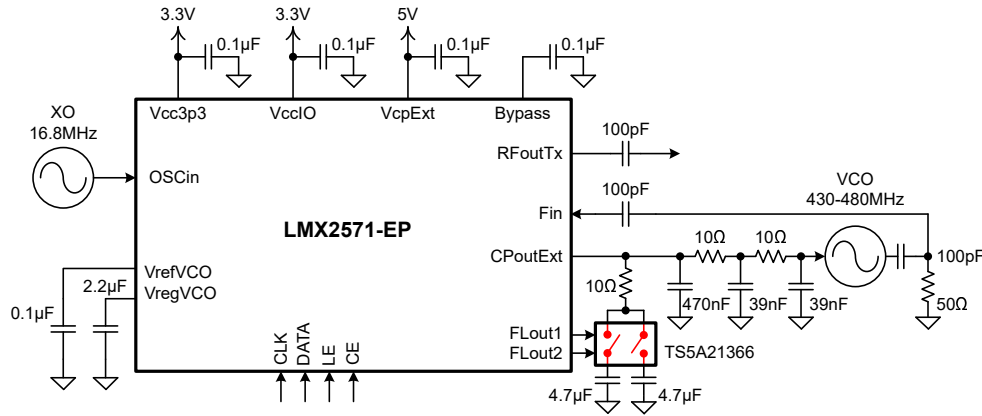 3.3V
3.3V
5V
0.1µF
0.1µF
0.1µF
0.1µF
XO
16.8MHz
Vcc3p3
VccIO
VcpExt
Bypass
100pF
RFoutTx
OSCin
100pF
VCO
430-480MHz
Fin
LMX2571-EP
10Ω
10Ω
CPoutExt
100pF
VrefVCO
2.2µF
VregVCO
10Ω
0.1µF
470nF
39nF
39nF
50Ω
FLout1
FLout2
TS5A21366
CLK
DATA
LE
CE
4.7µF
4.7µF